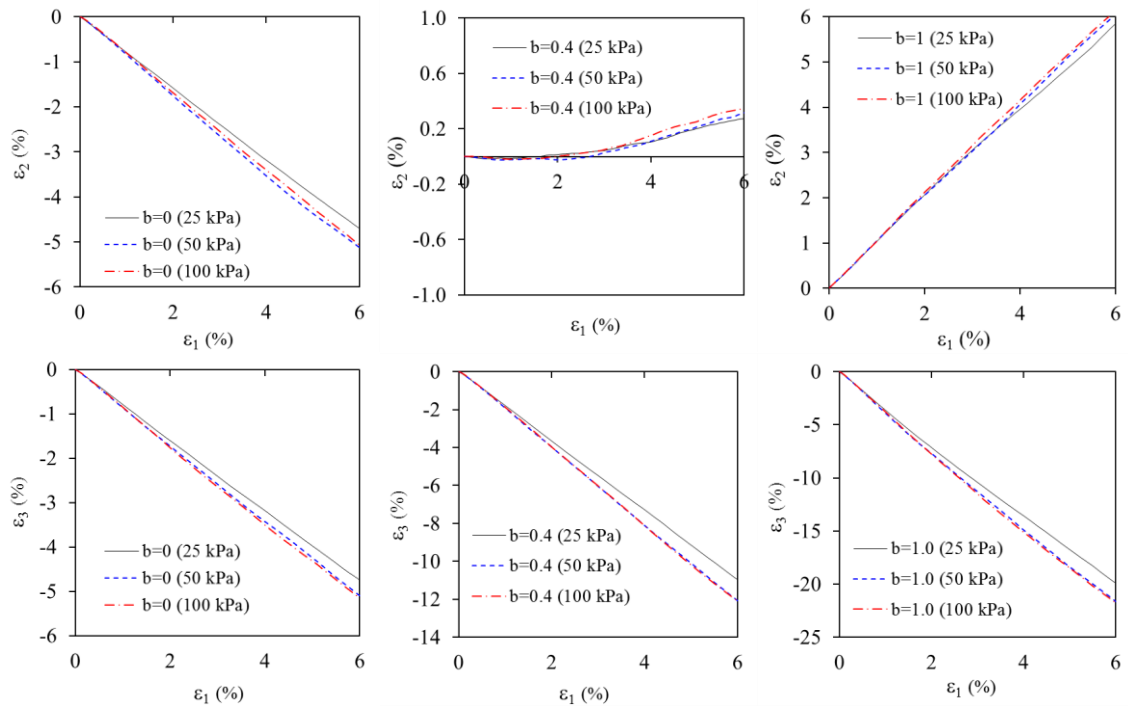 0
-1
-2
-3
-4
-5
-6
ε2 (%)
b=0 (25 kPa)
b=0 (50 kPa)
b=0 (100 kPa)
0 2 4 6
ε1 (%)
1.0
0.6
0.2
-0.2
-0.6
-1.0
ε2 (%)
b=0.4 (25 kPa)
b=0.4 (50 kPa)
b=0.4 (100 kPa)
0 2 4 6
ε1 (%)
6
5
4
3
2
1
0
ε2 (%)
b=1 (25 kPa)
b=1 (50 kPa)
b=1 (100 kPa)
0 2 4 6
ε1 (%)
0
-1
-2
-3
-4
-5
-6
ε3 (%)
b=0 (25 kPa)
b=0 (50 kPa)
b=0 (100 kPa)
0 2 4 6
ε1 (%)
0
-2
-4
-6
-8
-10
-12
-14
ε3 (%)
b=0.4 (25 kPa)
b=0.4 (50 kPa)
b=0.4 (100 kPa)
0 2 4 6
ε1 (%)
0
-5
-10
-15
-20
-25
ε3 (%)
b=1.0 (25 kPa)
b=1.0 (50 kPa)
b=1.0 (100 kPa)
0 2 4 6
ε1 (%)